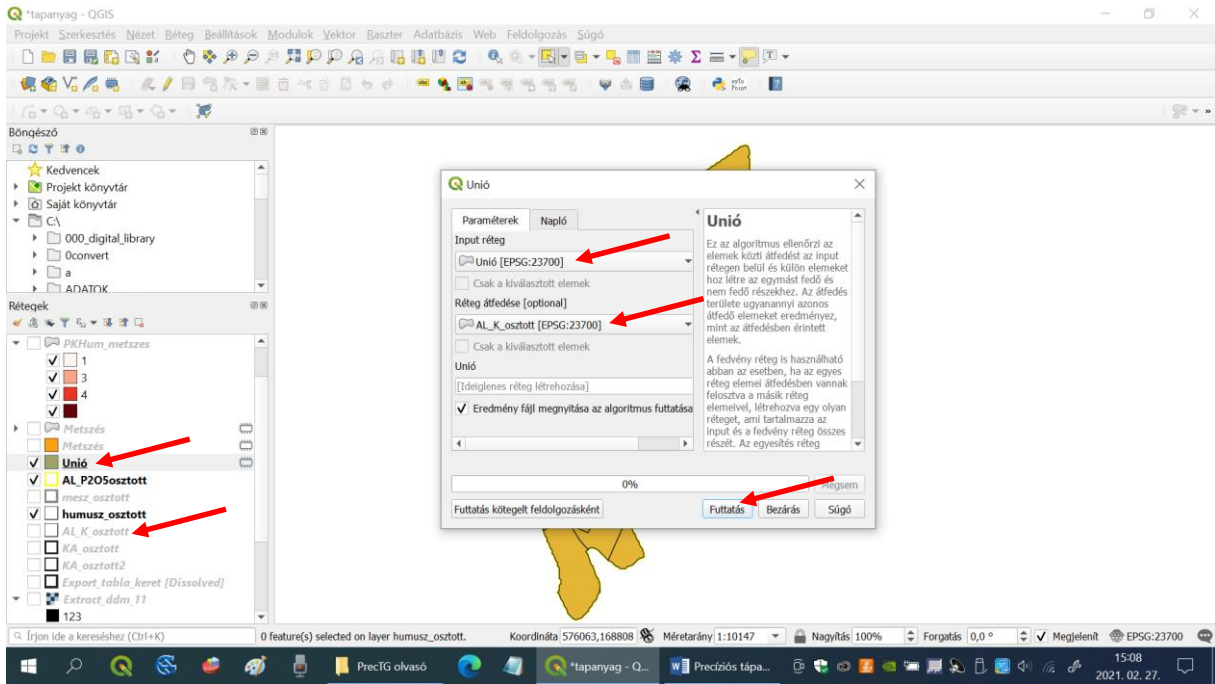 *tapanyag - QGIS
Projekt Szerkesztés Nézet Réteg Beállítások Modulok Vektor Raszter Adatbázis Web Feldolgozás Súgó
Böngésző
Kedvencek
Projekt könyvtár
Saját könyvtár
C:\
000_digital_library
0convert
a
ADATOK
Rétegek
PKHum_metszes
1
3
4
Metszés
Metszés
Unió
AL_P2O5osztott
mesz_osztott
humusz_osztott
AL_K_osztott
KA_osztott
KA_osztott2
Export_tabla_keret [Dissolved]
Extract_ddm_11
123
Unió
Paraméterek Napló
Input réteg
Unió [EPSG:23700]
Csak a kiválasztott elemek
Réteg átfedése [optional]
AL_K_osztott [EPSG:23700]
Csak a kiválasztott elemek
Unió
[Ideiglenes réteg létrehozása]
Eredmény fájl megnyitása az algoritmus futtatása
Unió
Ez az algoritmus ellenőrzi az
elemek közti átfedést az input
rétegen belül és külön elemeket
hoz létre az egymást fedő és
nem fedő részekhez. Az átfedés
területe ugyanannyi azonos
átfedő elemeket eredményez,
mint az átfedésben érintett
elemek.
A fedvény réteg is használható
abban az esetben, ha az egyes
réteg elemei átfedésben vannak
felosztva a másik réteg
elemeivel, létrehozva egy olyan
réteget, ami tartalmazza az
input és a fedvény réteg összes
részét. Az egyesítés réteg
0%
Mégsem
Futtatás kötegelt feldolgozásként Futtatás Bezárás Súgó
Írjon ide a kereséshez (Ctrl+K) 0 feature(s) selected on layer humusz_osztott. Koordináta 576063,168808 Méretarány 1:10147 Nagyítás 100% Forgatás 0,0 ° Megjelenít EPSG:23700
PrecTG olvasó *tapanyag - Q... Precíziós tápa... 15:08
2021. 02. 27.